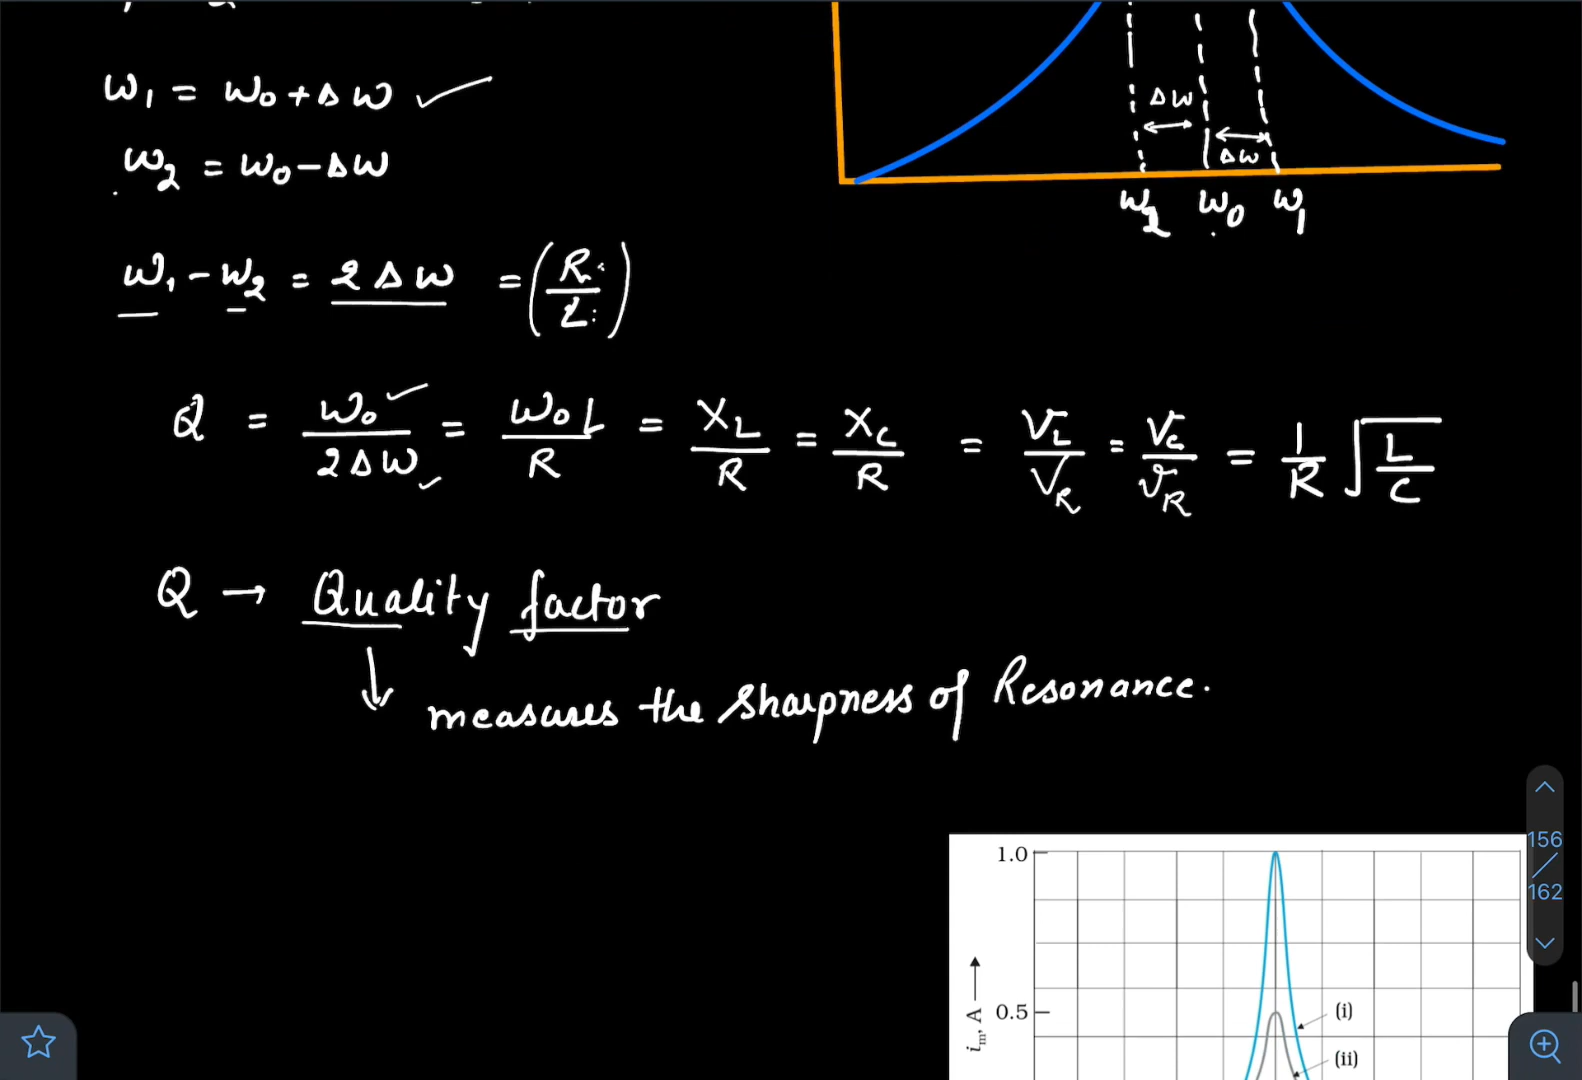 ω₁ = ω₀ + Δω ✓
ω₂ = ω₀ − Δω
Δω
Δω
ω₂ ω₀ ω₁
ω₁ − ω₂ = 2Δω = (R/L)
Q = ω₀/2Δω = ω₀L/R = X_L/R = X_C/R = V_L/V_R = V_C/V_R = 1/R √(L/C)
Q → Quality factor
↓
measures the sharpness of Resonance.
156
/
162
1.0
0.5
iₘ, A →
(i)
(ii)